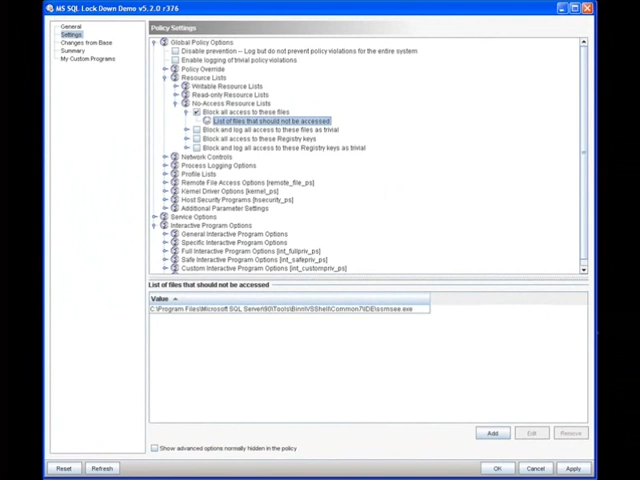 MS SQL Lock Down Demo v5.2.0 r376
General
Settings
Changes from Base
Summary
My Custom Programs
Policy Settings
Global Policy Options
Disable prevention -- Log but do not prevent policy violations for the entire system
Enable logging of trivial policy violations
Policy Override
Resource Lists
Writable Resource Lists
Read-only Resource Lists
No-Access Resource Lists
Block all access to these files
List of files that should not be accessed
Block and log all access to these files as trivial
Block all access to these Registry keys
Block and log all access to these Registry keys as trivial
Network Controls
Process Logging Options
Profile Lists
Remote File Access Options [remote_file_ps]
Kernel Driver Options [kernel_ps]
Host Security Programs [hsecurity_ps]
Additional Parameter Settings
Service Options
Interactive Program Options
General Interactive Program Options
Specific Interactive Program Options
Full Interactive Program Options [int_fullpriv_ps]
Safe Interactive Program Options [int_safepriv_ps]
Custom Interactive Program Options [int_custompriv_ps]
List of files that should not be accessed
Value
C:\Program Files\Microsoft SQL Server\90\Tools\Binn\VSShell\Common7\IDE\ssmsee.exe
Add
Edit
Remove
Show advanced options normally hidden in the policy
Reset
Refresh
OK
Cancel
Apply